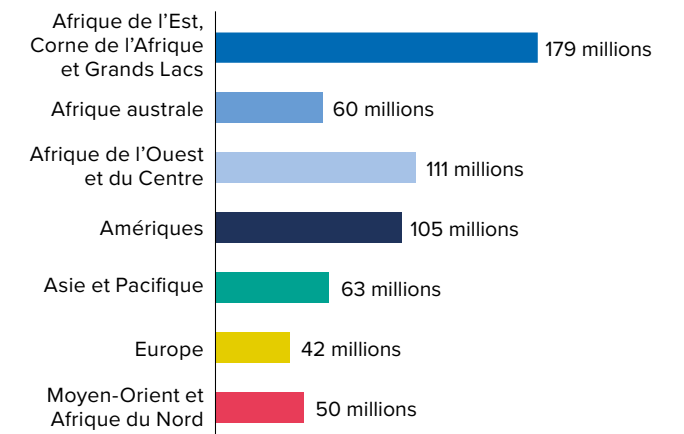 Afrique de l’Est,
Corne de l’Afrique
et Grands Lacs
179 millions
Afrique australe
60 millions
Afrique de l’Ouest
et du Centre
111 millions
Amériques
105 millions
Asie et Pacifique
63 millions
Europe
42 millions
Moyen-Orient et
Afrique du Nord
50 millions